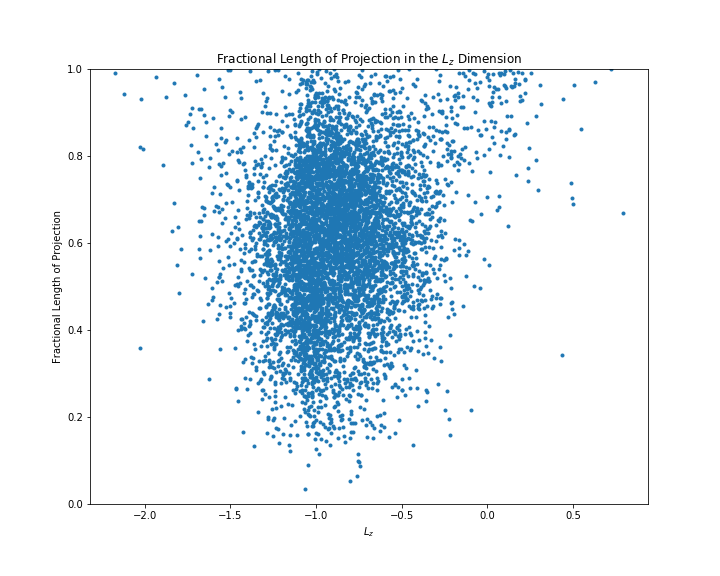 Fractional Length of Projection in the L_z Dimension
1.0
0.8
0.6
0.4
0.2
0.0
Fractional Length of Projection
−2.0 −1.5 −1.0 −0.5 0.0 0.5
L_z